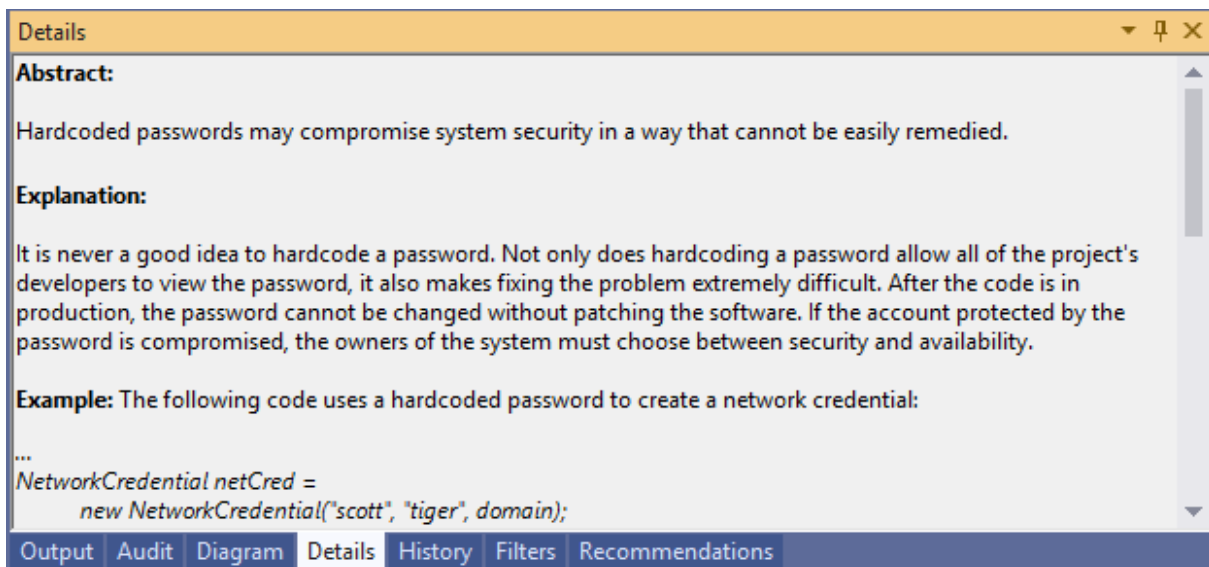 Details
Abstract:
Hardcoded passwords may compromise system security in a way that cannot be easily remedied.
Explanation:
It is never a good idea to hardcode a password. Not only does hardcoding a password allow all of the project's
developers to view the password, it also makes fixing the problem extremely difficult. After the code is in
production, the password cannot be changed without patching the software. If the account protected by the
password is compromised, the owners of the system must choose between security and availability.
Example: The following code uses a hardcoded password to create a network credential:
...
NetworkCredential netCred =
new NetworkCredential("scott", "tiger", domain);
Output Audit Diagram Details History Filters Recommendations